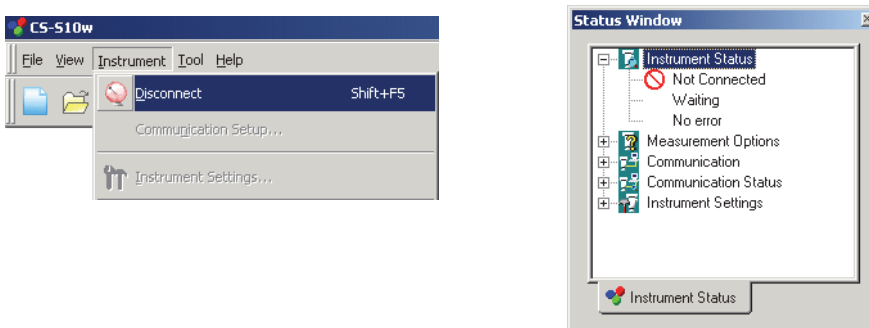 CS-S10w
File View Instrument Tool Help
Disconnect Shift+F5
Communication Setup...
Instrument Settings...
Status Window
Instrument Status
Not Connected
Waiting
No error
Measurement Options
Communication
Communication Status
Instrument Settings
Instrument Status